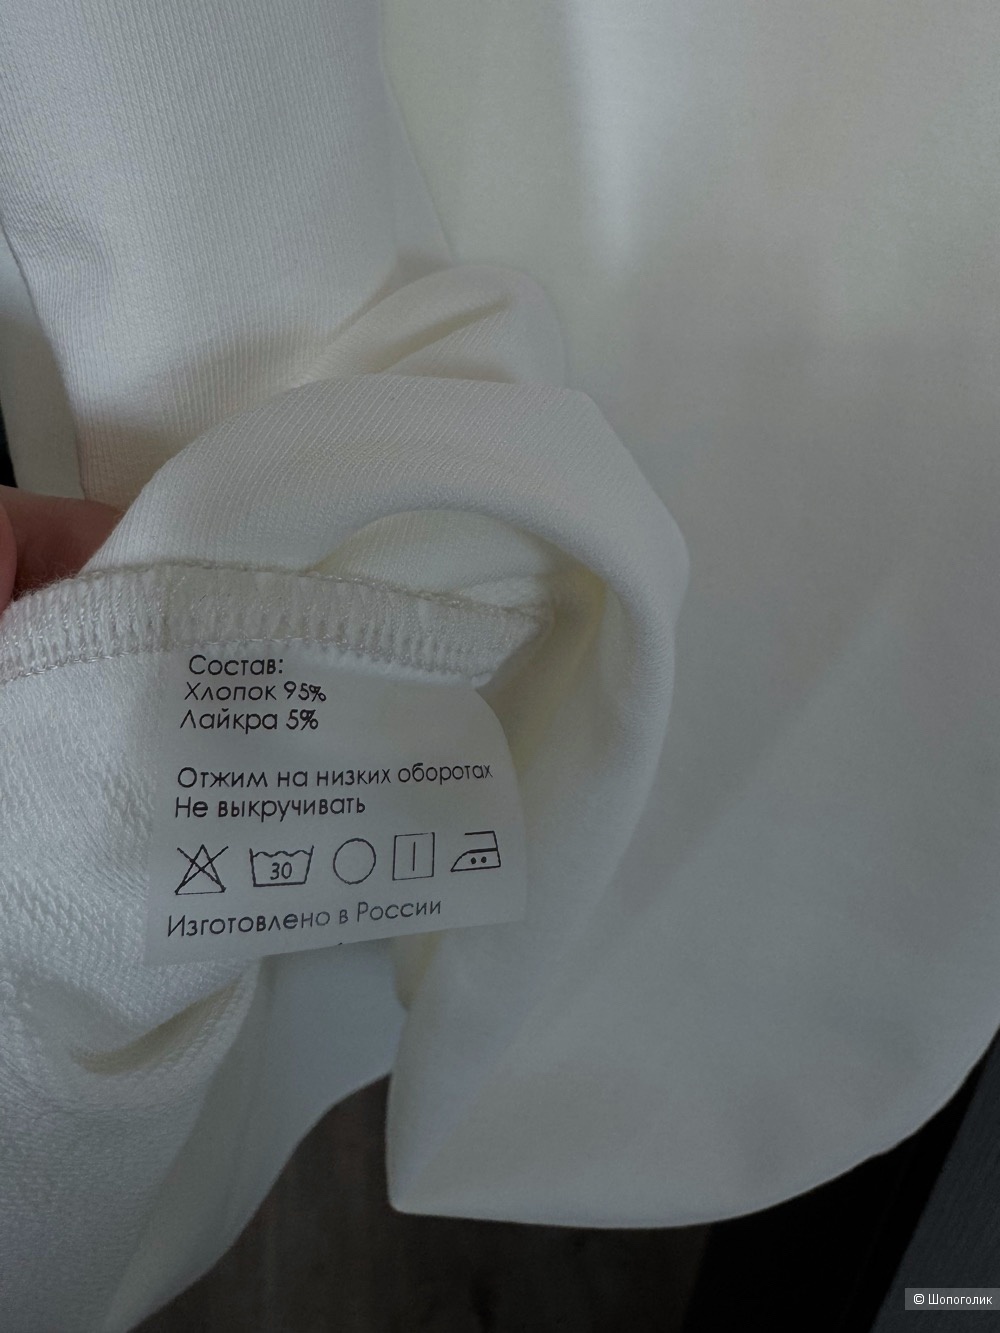 Состав:
Хлопок 95%
Лайкра 5%
Отжим на низких оборотах
Не выкручивать
30
Изготовлено в России
© Шопоголик